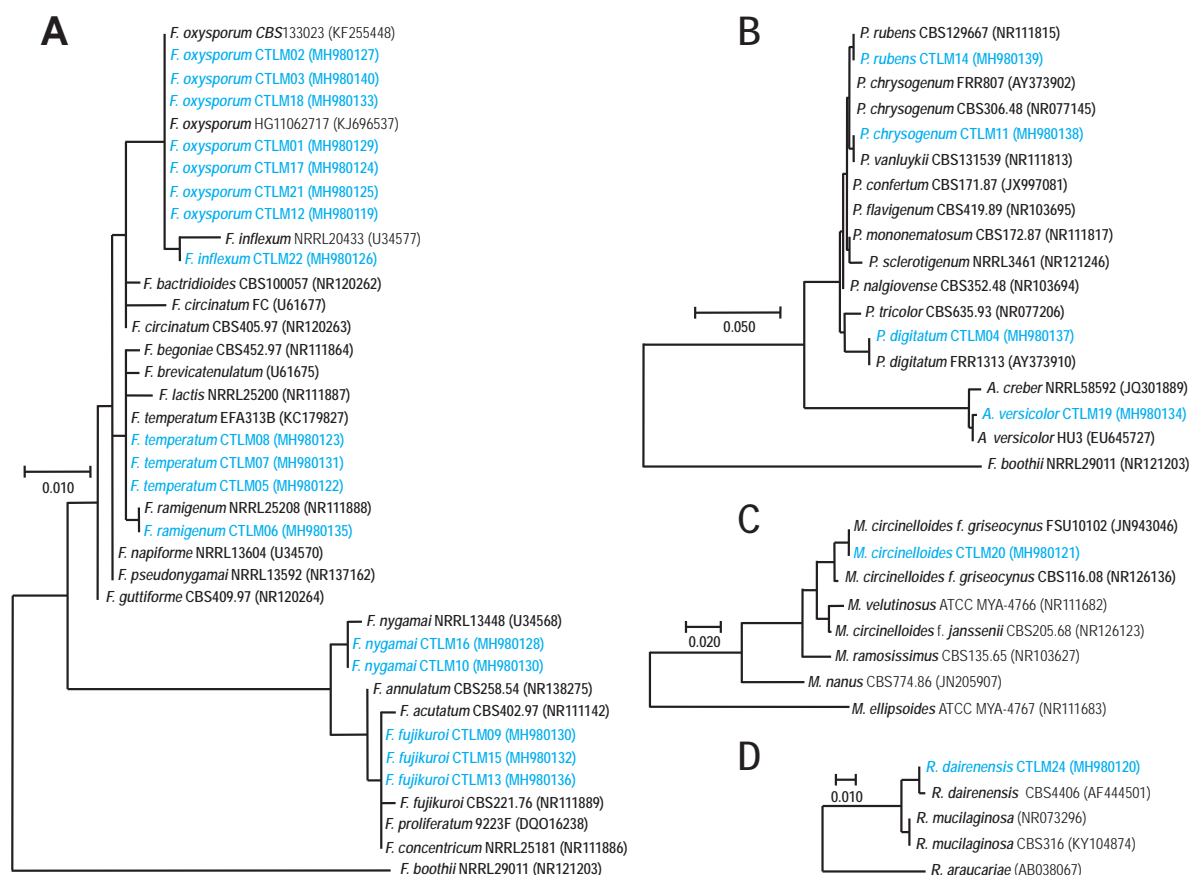 A
F. oxysporum CBS133023 (KF255448)
F. oxysporum CTLM02 (MH980127)
F. oxysporum CTLM03 (MH980140)
F. oxysporum CTLM18 (MH980133)
F. oxysporum HG11062717 (KJ696537)
F. oxysporum CTLM01 (MH980129)
F. oxysporum CTLM17 (MH980124)
F. oxysporum CTLM21 (MH980125)
F. oxysporum CTLM12 (MH980119)
F. inflexum NRRL20433 (U34577)
F. inflexum CTLM22 (MH980126)
F. bactridioides CBS100057 (NR120262)
F. circinatum FC (U61677)
F. circinatum CBS405.97 (NR120263)
F. begoniae CBS452.97 (NR111864)
F. brevicatenulatum (U61675)
F. lactis NRRL25200 (NR111887)
F. temperatum EFA313B (KC179827)
F. temperatum CTLM08 (MH980123)
F. temperatum CTLM07 (MH980131)
F. temperatum CTLM05 (MH980122)
F. ramigenum NRRL25208 (NR111888)
F. ramigenum CTLM06 (MH980135)
F. napiforme NRRL13604 (U34570)
F. pseudonygamai NRRL13592 (NR137162)
F. guttiforme CBS409.97 (NR120264)
F. nygamai NRRL13448 (U34568)
F. nygamai CTLM16 (MH980128)
F. nygamai CTLM10 (MH980130)
F. annulatum CBS258.54 (NR138275)
F. acutatum CBS402.97 (NR111142)
F. fujikuroi CTLM09 (MH980130)
F. fujikuroi CTLM15 (MH980132)
F. fujikuroi CTLM13 (MH980136)
F. fujikuroi CBS221.76 (NR111889)
F. proliferatum 9223F (DQO16238)
F. concentricum NRRL25181 (NR111886)
F. boothii NRRL29011 (NR121203)
0.010
B
P. rubens CBS129667 (NR111815)
P. rubens CTLM14 (MH980139)
P. chrysogenum FRR807 (AY373902)
P. chrysogenum CBS306.48 (NR077145)
P. chrysogenum CTLM11 (MH980138)
P. vanluykii CBS131539 (NR111813)
P. confertum CBS171.87 (JX997081)
P. flavigenum CBS419.89 (NR103695)
P. mononematosum CBS172.87 (NR111817)
P. sclerotigenum NRRL3461 (NR121246)
P. nalgiovense CBS352.48 (NR103694)
P. tricolor CBS635.93 (NR077206)
P. digitatum CTLM04 (MH980137)
P. digitatum FRR1313 (AY373910)
A. creber NRRL58592 (JQ301889)
A. versicolor CTLM19 (MH980134)
A versicolor HU3 (EU645727)
F. boothii NRRL29011 (NR121203)
0.050
C
M. circinelloides f. griseocynus FSU10102 (JN943046)
M. circinelloides CTLM20 (MH980121)
M. circinelloides f. griseocynus CBS116.08 (NR126136)
M. velutinosus ATCC MYA-4766 (NR111682)
M. circinelloides f. janssenii CBS205.68 (NR126123)
M. ramosissimus CBS135.65 (NR103627)
M. nanus CBS774.86 (JN205907)
M. ellipsoides ATCC MYA-4767 (NR111683)
0.020
D
R. dairenensis CTLM24 (MH980120)
R. dairenensis CBS4406 (AF444501)
R. mucilaginosa (NR073296)
R. mucilaginosa CBS316 (KY104874)
R. araucariae (AB038067)
0.010